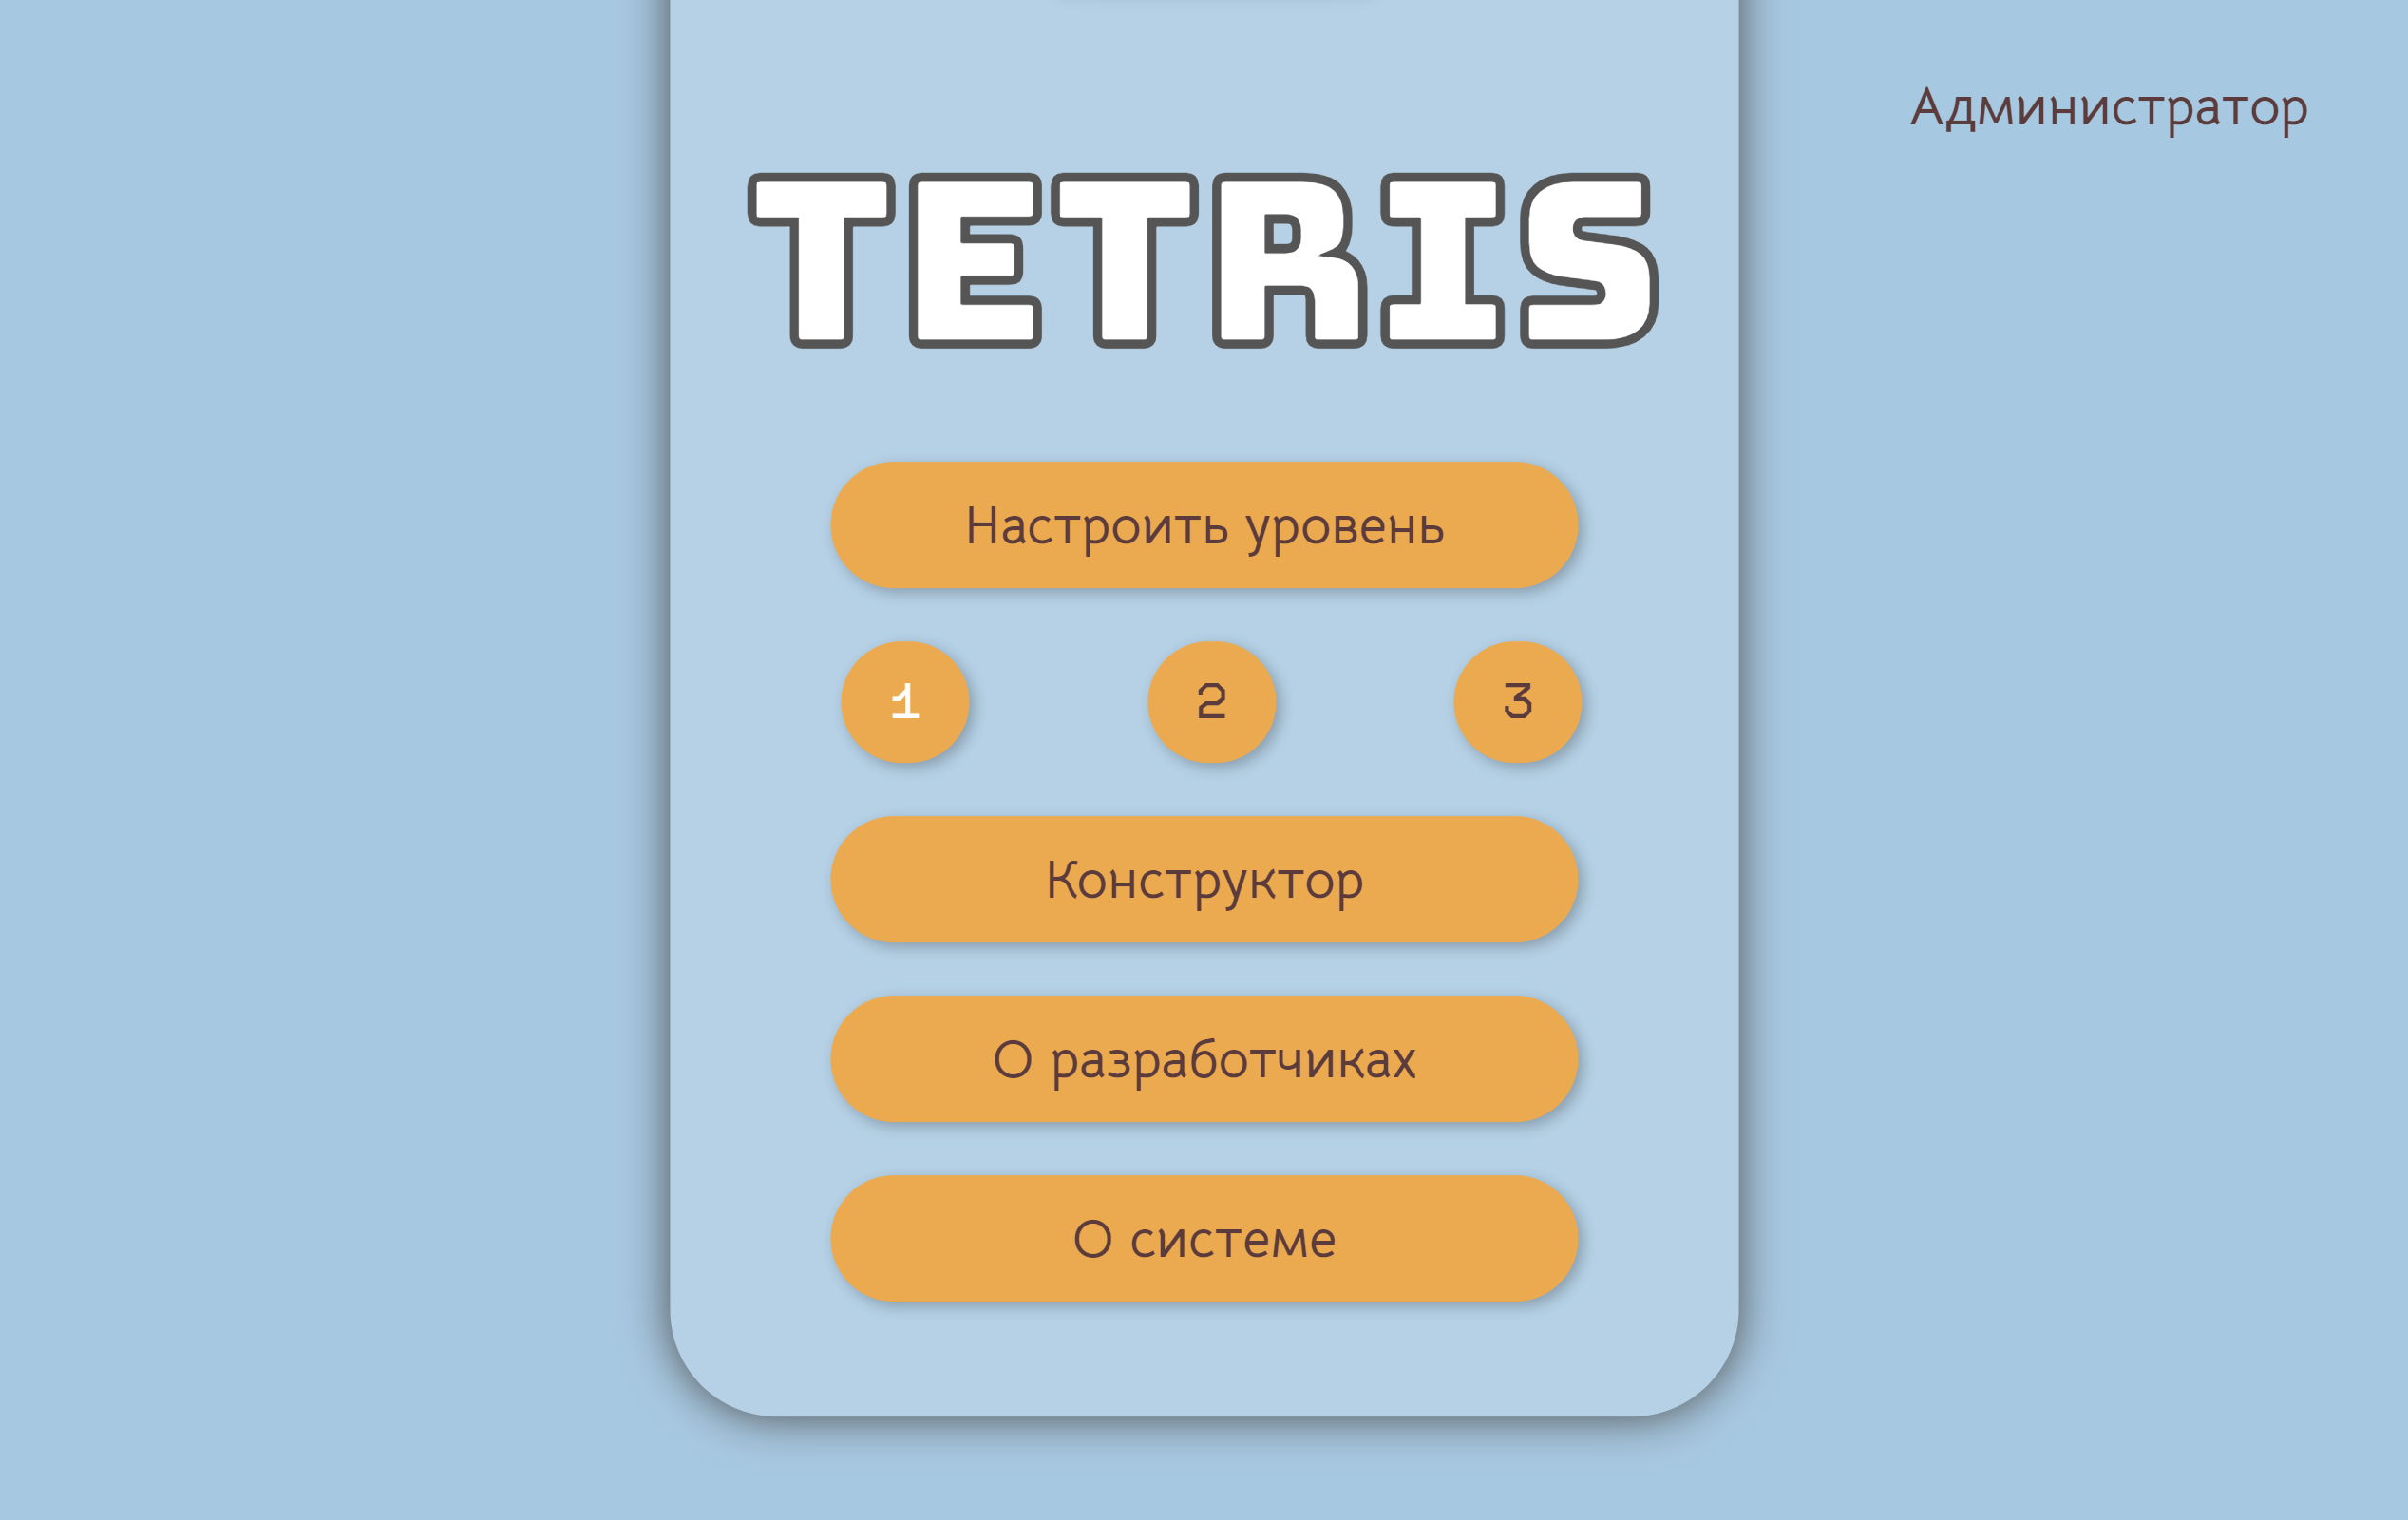 Администратор
TETRIS
Настроить уровень
1 2 3
Конструктор
О разработчиках
О системе